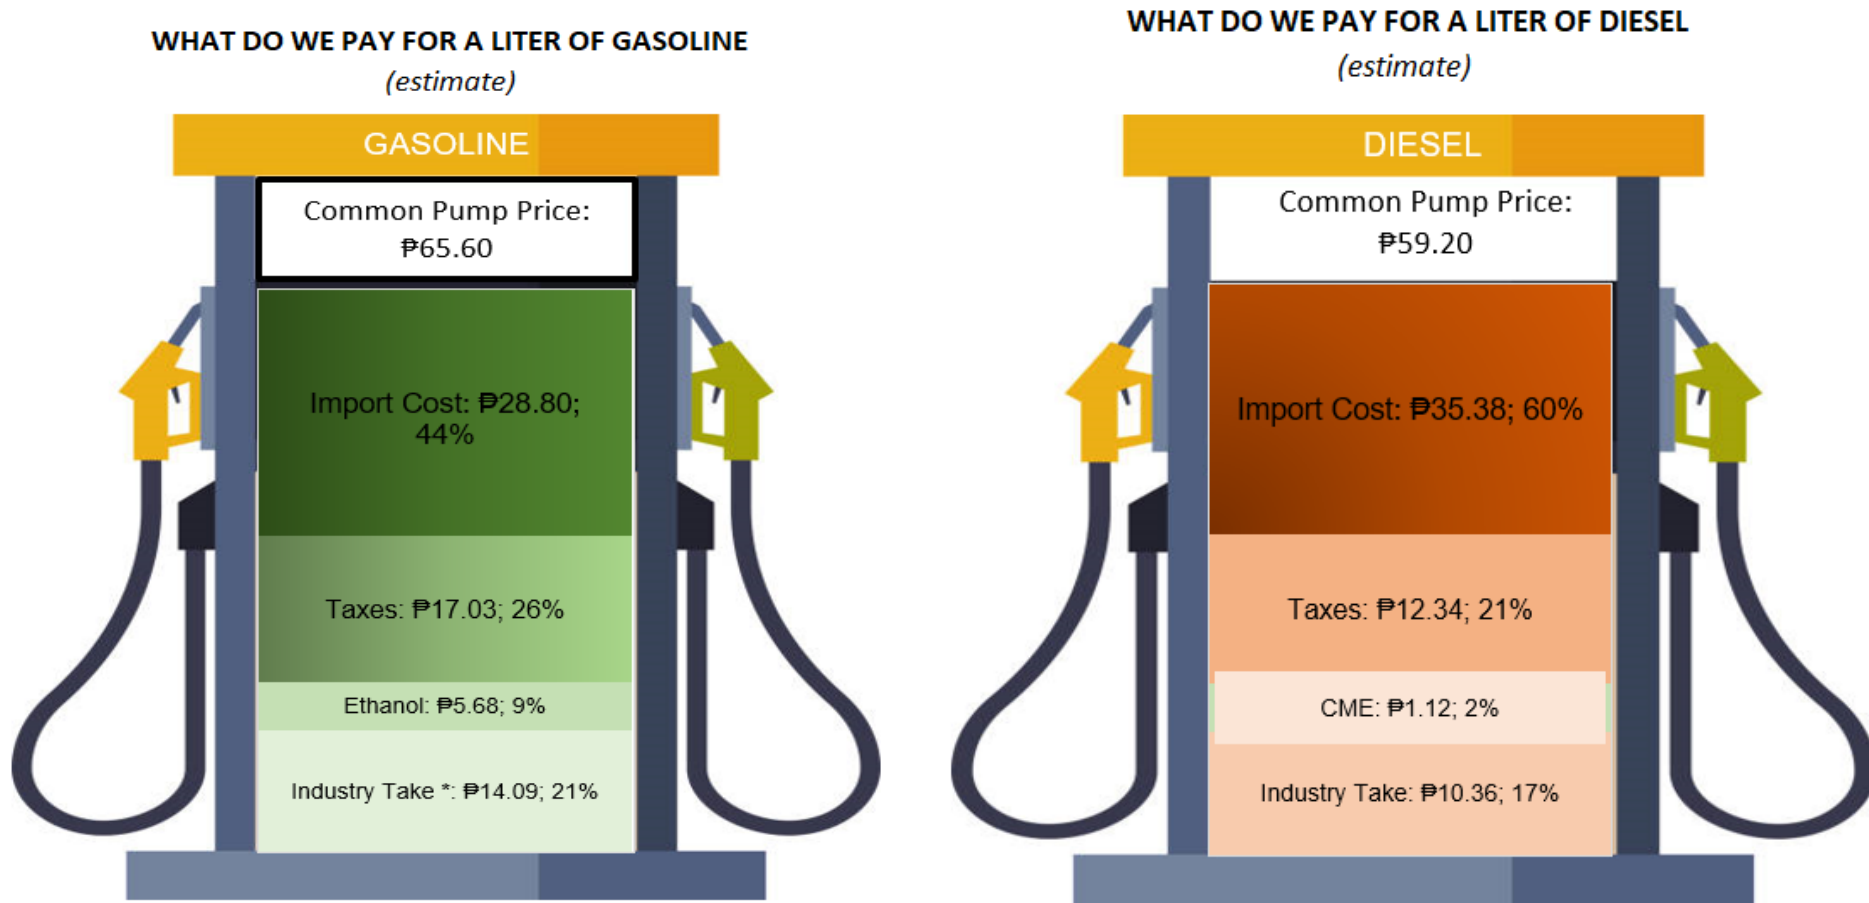 WHAT DO WE PAY FOR A LITER OF GASOLINE
(estimate)
GASOLINE
Common Pump Price:
₱65.60
Import Cost: ₱28.80;
44%
Taxes: ₱17.03; 26%
Ethanol: ₱5.68; 9%
Industry Take *: ₱14.09; 21%
WHAT DO WE PAY FOR A LITER OF DIESEL
(estimate)
DIESEL
Common Pump Price:
₱59.20
Import Cost: ₱35.38; 60%
Taxes: ₱12.34; 21%
CME: ₱1.12; 2%
Industry Take: ₱10.36; 17%